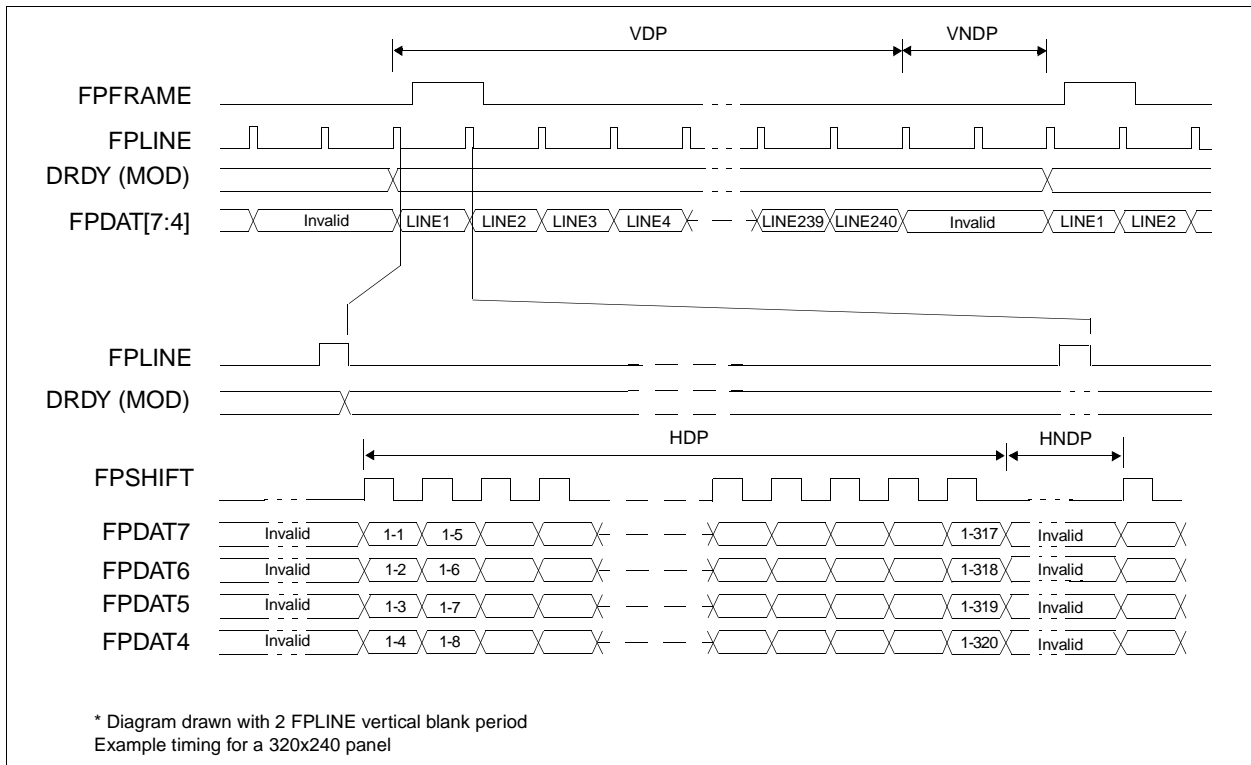 VDP VNDP
FPFRAME
FPLINE
DRDY (MOD)
FPDAT[7:4] Invalid LINE1 LINE2 LINE3 LINE4 LINE239 LINE240 Invalid LINE1 LINE2
FPLINE
DRDY (MOD)
HDP HNDP
FPSHIFT
FPDAT7 Invalid 1-1 1-5 1-317 Invalid
FPDAT6 Invalid 1-2 1-6 1-318 Invalid
FPDAT5 Invalid 1-3 1-7 1-319 Invalid
FPDAT4 Invalid 1-4 1-8 1-320 Invalid
* Diagram drawn with 2 FPLINE vertical blank period
Example timing for a 320x240 panel